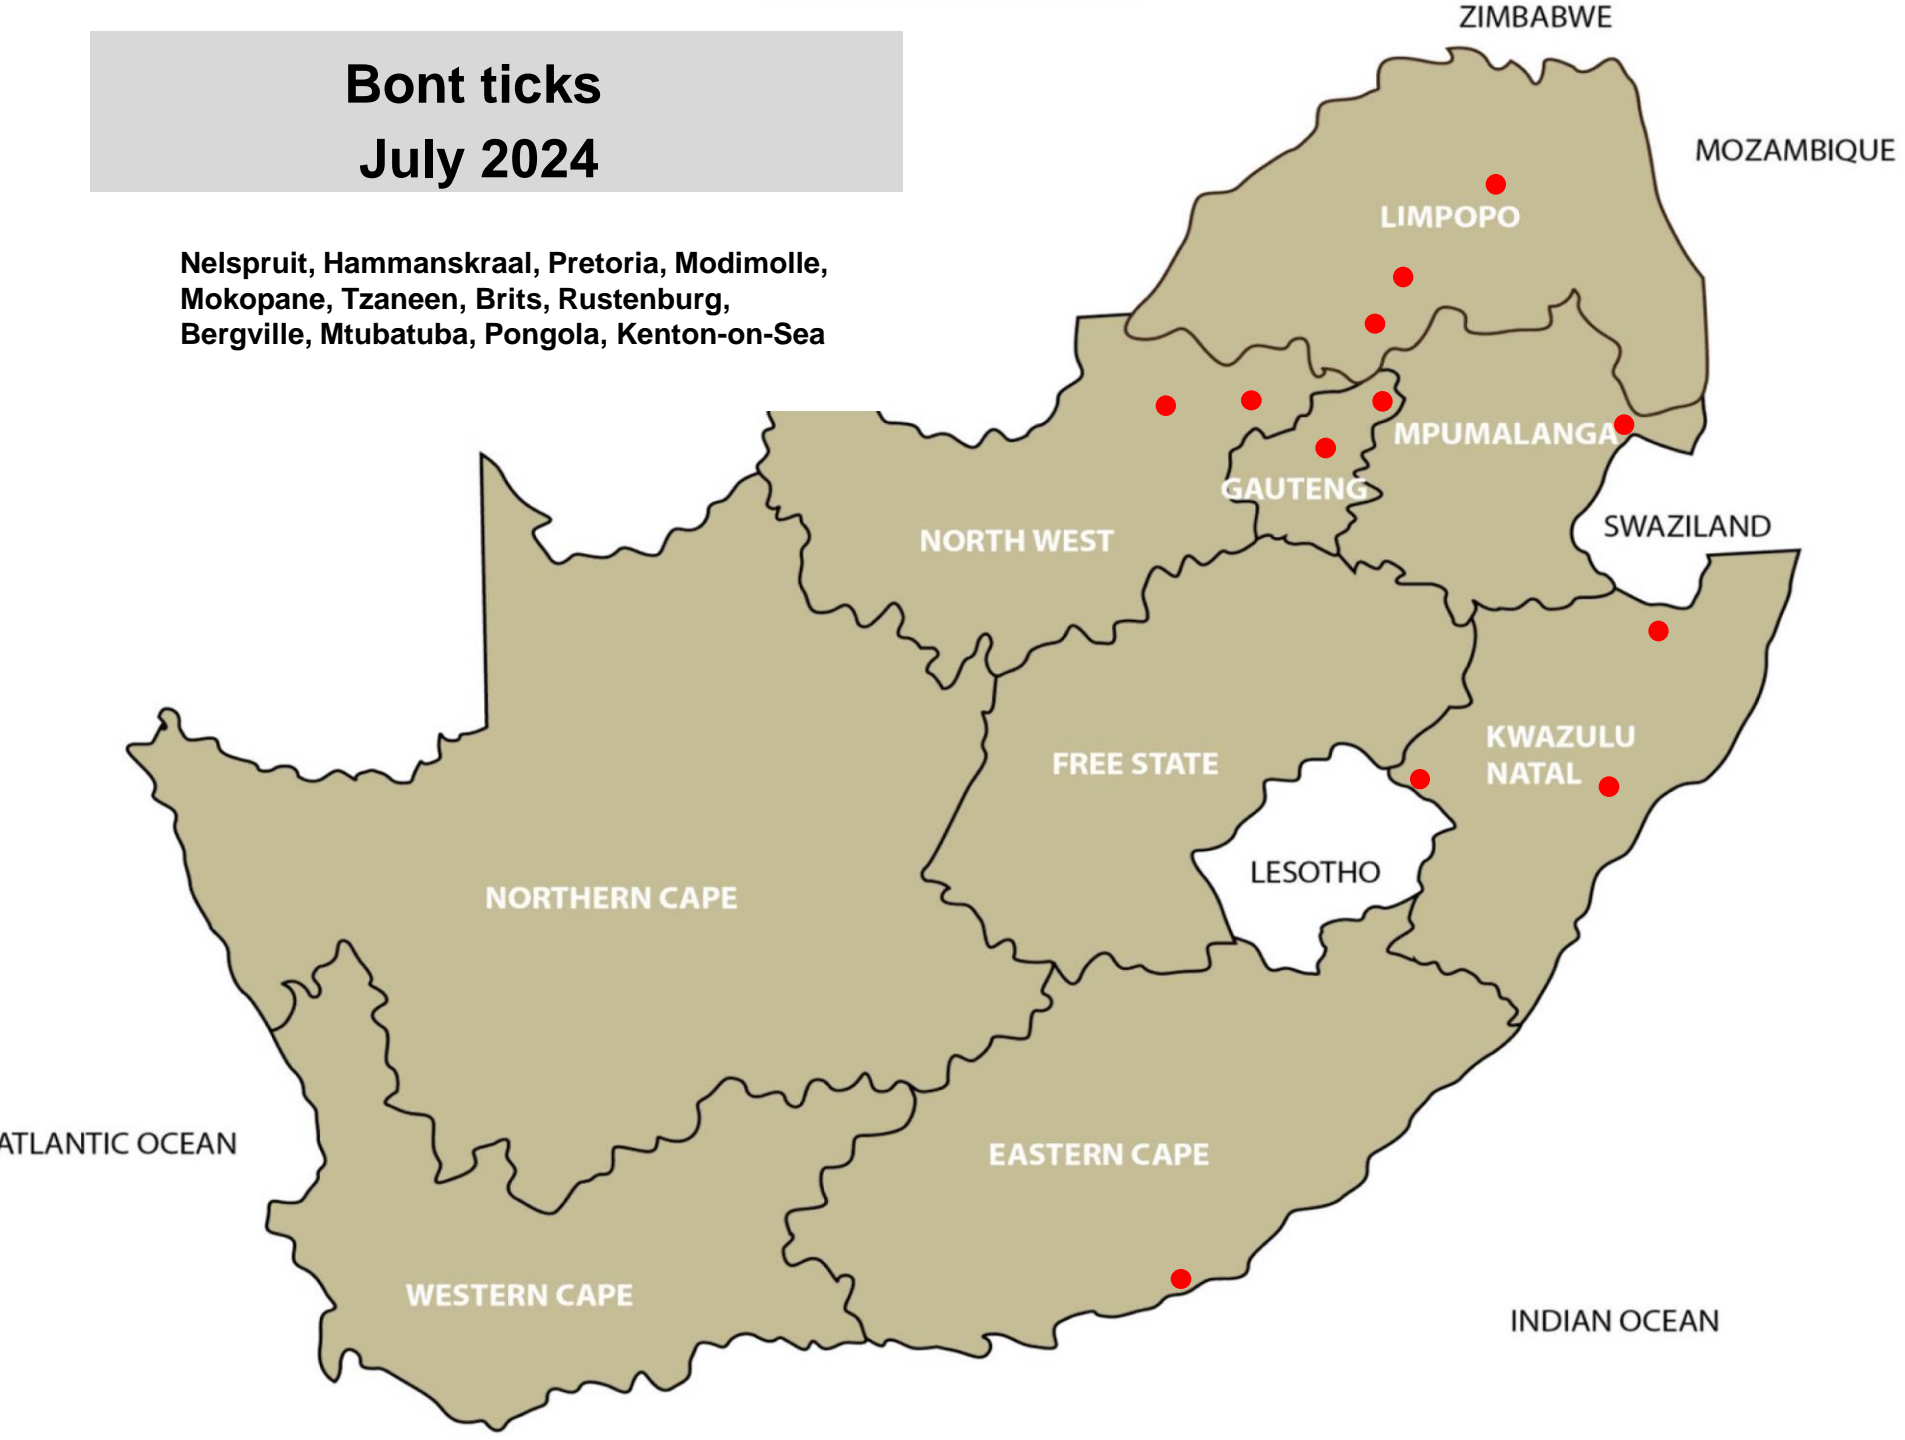 Bont ticks
July 2024
Nelspruit, Hammanskraal, Pretoria, Modimolle,
Mokopane, Tzaneen, Brits, Rustenburg,
Bergville, Mtubatuba, Pongola, Kenton-on-Sea
ZIMBABWE
MOZAMBIQUE
LIMPOPO
MPUMALANGA
GAUTENG
SWAZILAND
NORTH WEST
KWAZULU
NATAL
FREE STATE
LESOTHO
NORTHERN CAPE
ATLANTIC OCEAN
EASTERN CAPE
WESTERN CAPE
INDIAN OCEAN